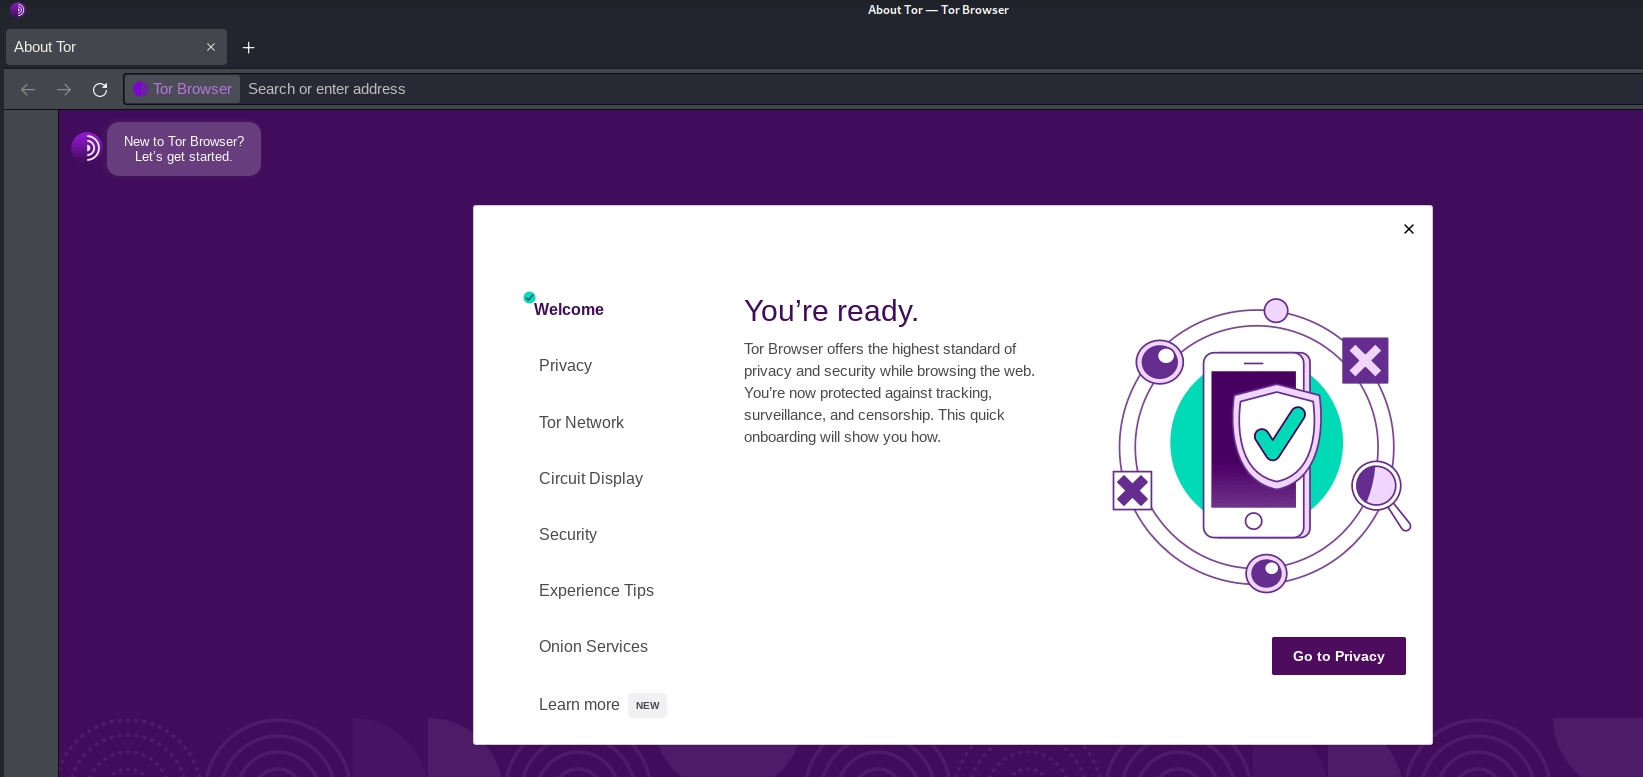 About Tor — Tor Browser
About Tor
Tor Browser
Search or enter address
New to Tor Browser?
Let’s get started.
Welcome
Privacy
Tor Network
Circuit Display
Security
Experience Tips
Onion Services
Learn more NEW
You’re ready.
Tor Browser offers the highest standard of
privacy and security while browsing the web.
You’re now protected against tracking,
surveillance, and censorship. This quick
onboarding will show you how.
Go to Privacy